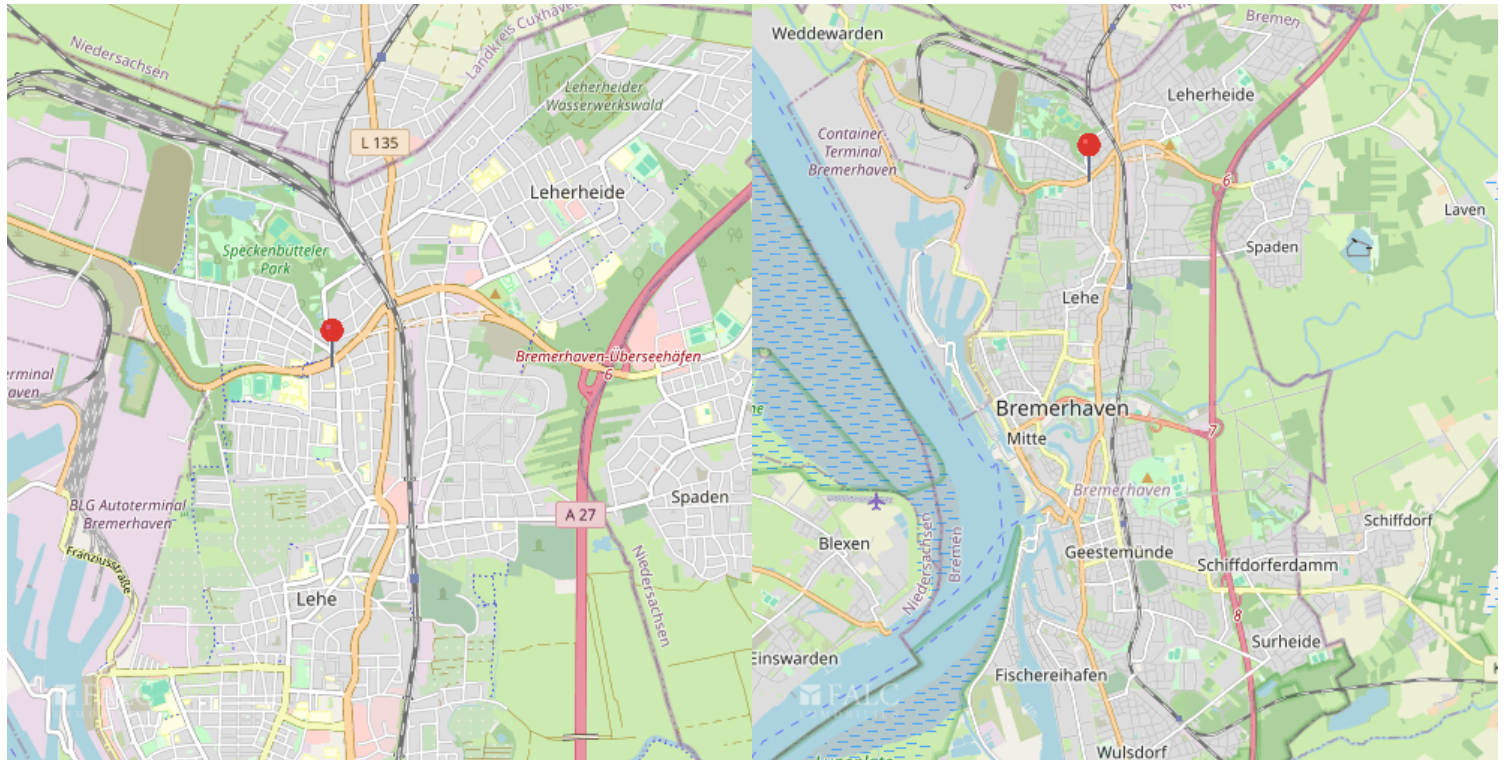 Niedersachsen
Landkreis Cuxhaven
Leherheider
Wasserwerkswald
L 135
Leherheide
Speckenbütteler
Park
Bremerhaven-Überseehäfen
6
BLG Autoterminal
Bremerhaven
Spaden
A 27
Franziusstraße
Niedersachsen
Lehe
FALC
Weddewarden
Bremen
Leherheide
Container-
Terminal
Bremerhaven
6
Laven
Spaden
Lehe
Bremerhaven
Mitte
7
Bremerhaven
Schiffdorf
Blexen
Geestemünde
Niedersachsen
Bremen
Schiffdorferdamm
8
Surheide
Einswarden
Fischereihafen
FALC
Wulsdorf